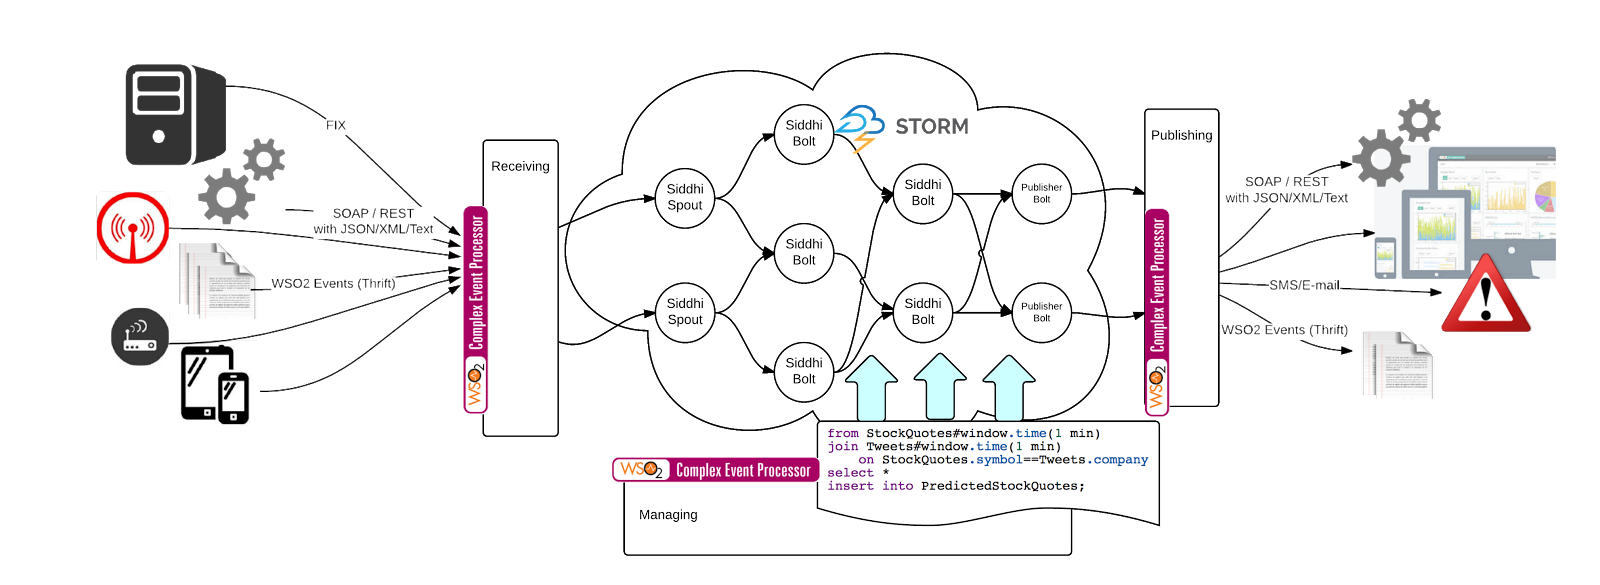 FIX
SOAP / REST
with JSON/XML/Text
WSO2 Events (Thrift)
Receiving
WSO2 Complex Event Processor
Siddhi
Spout
Siddhi
Spout
Siddhi
Bolt
Siddhi
Bolt
Siddhi
Bolt
STORM
Siddhi
Bolt
Siddhi
Bolt
Publisher
Bolt
Publisher
Bolt
Publishing
WSO2 Complex Event Processor
SOAP / REST
with JSON/XML/Text
SMS/E-mail
WSO2 Events (Thrift)
WSO2 Complex Event Processor
Managing
from StockQuotes#window.time(1 min)
join Tweets#window.time(1 min)
on StockQuotes.symbol==Tweets.company
select *
insert into PredictedStockQuotes;